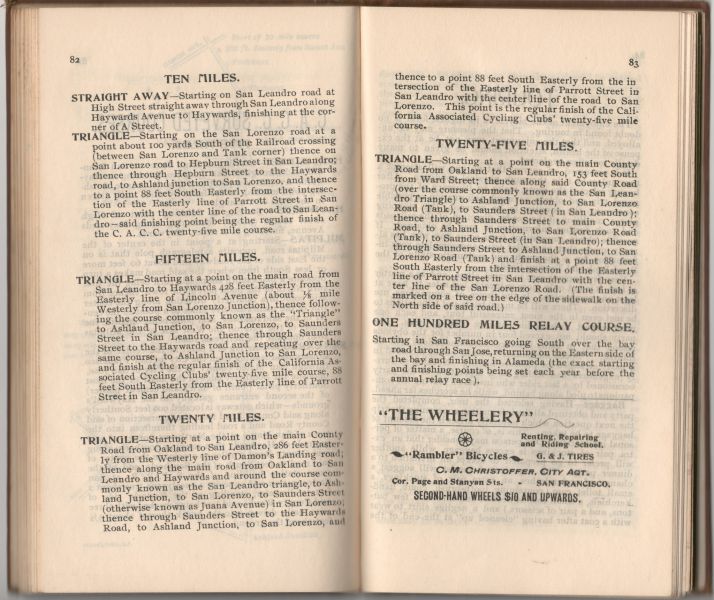 82
TEN MILES.
STRAIGHT AWAY—Starting on San Leandro road at
High Street straight away through San Leandro along
Haywards Avenue to Haywards, finishing at the cor-
ner of A Street.
TRIANGLE—Starting on the San Lorenzo road at a
point about 100 yards South of the Railroad crossing
(between San Lorenzo and Tank corner) thence on
San Lorenzo road to Hepburn Street in San Leandro;
thence through Hepburn Street to the Haywards
road, to Ashland junction to San Lorenzo, and thence
to a point 88 feet South Easterly from the intersec-
tion of the Easterly line of Parrott Street in San
Lorenzo with the center line of the road to San Lean-
dro—said finishing point being the regular finish of
the C. A. C. C. twenty-five mile course.
FIFTEEN MILES.
TRIANGLE—Starting at a point on the main road from
San Leandro to Haywards 428 feet Easterly from the
Easterly line of Lincoln Avenue (about ⅛ mile
Westerly from San Lorenzo Junction), thence follow-
ing the course commonly known as the "Triangle"
to Ashland Junction, to San Lorenzo, to Saunders
Street in San Leandro; thence through Saunders
Street to the Haywards road and repeating over the
same course, to Ashland Junction to San Lorenzo,
and finish at the regular finish of the California As-
sociated Cycling Clubs' twenty-five mile course, 88
feet South Easterly from the Easterly line of Parrott
Street in San Leandro.
TWENTY MILES.
TRIANGLE—Starting at a point on the main County
Road from Oakland to San Leandro, 286 feet Easter-
ly from the Westerly line of Damon's Landing road;
thence along the main road from Oakland to San
Leandro and Haywards and around the course com-
monly known as the San Leandro triangle, to Ash-
land Junction, to San Lorenzo, to Saunders Street
(otherwise known as Juana Avenue) in San Lorenzo;
thence through Saunders Street to the Haywards
Road, to Ashland Junction, to San Lorenzo, and
83
thence to a point 88 feet South Easterly from the in
tersection of the Easterly line of Parrott Street in
San Leandro with the center line of the road to San
Lorenzo. This point is the regular finish of the Cali-
fornia Associated Cycling Clubs' twenty-five mile
course.
TWENTY-FIVE MILES.
TRIANGLE—Starting at a point on the main County
Road from Oakland to San Leandro, 153 feet South
from Ward Street; thence along said County Road
(over the course commonly known as the San Lean-
dro Triangle) to Ashland Junction, to San Lorenzo
Road (Tank), to Saunders Street (in San Leandro);
thence through Saunders Street to main County
Road, to Ashland Junction, to San Lorenzo Road
(Tank), to Saunders Street (in San Leandro); thence
through Saunders Street to Ashland Junction, to San
Lorenzo Road (Tank) and finish at a point 88 feet
South Easterly from the intersection of the Easterly
line of Parrott Street in San Leandro with the cen-
ter line of the San Lorenzo Road. (The finish is
marked on a tree on the edge of the sidewalk on the
North side of said road.)
ONE HUNDRED MILES RELAY COURSE.
Starting in San Francisco going South over the bay
road through San Jose, returning on the Eastern side of
the bay and finishing in Alameda (the exact starting
and finishing points being set each year before the
annual relay race).
"THE WHEELERY"
Renting, Repairing
and Riding School.
"Rambler" Bicycles G. & J. TIRES
C. M. CHRISTOFFER, CITY AGT.
Cor. Page and Stanyan Sts. - SAN FRANCISCO.
SECOND-HAND WHEELS $10 AND UPWARDS.